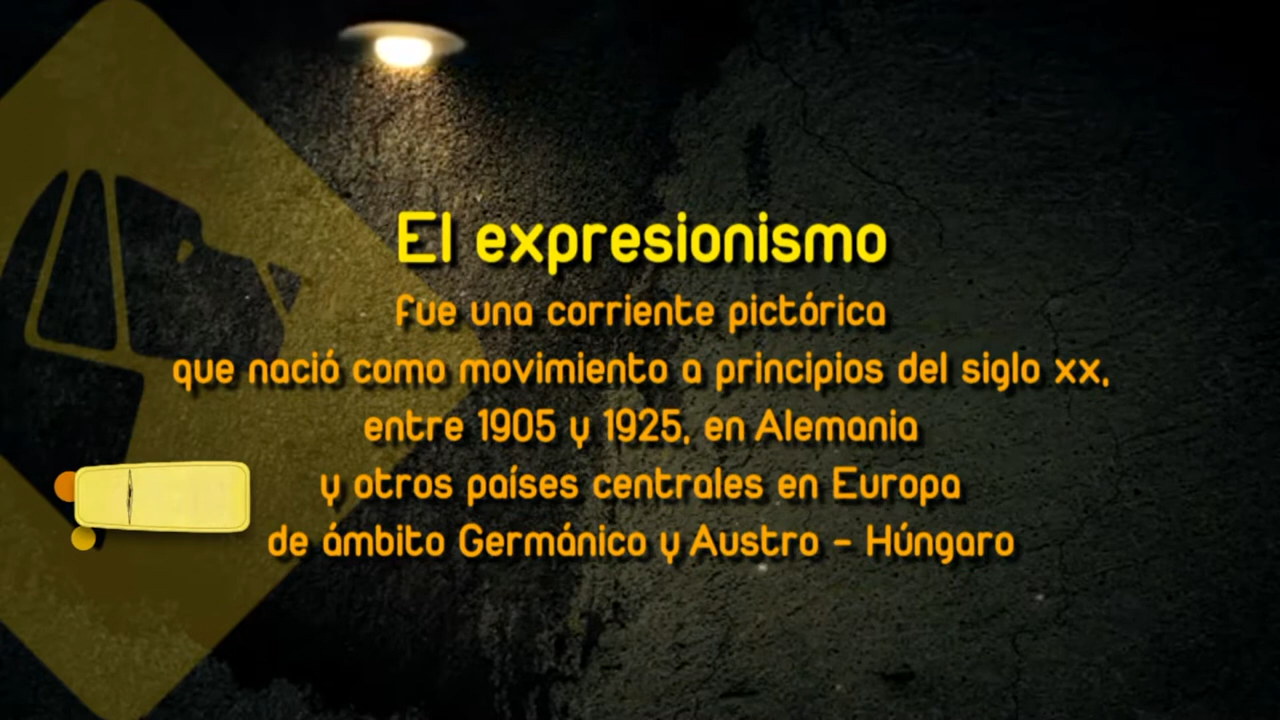 El expresionismo
fue una corriente pictórica
que nació como movimiento a principios del siglo xx,
entre 1905 y 1925, en Alemania
y otros países centrales en Europa
de ámbito Germánico y Austro - Húngaro